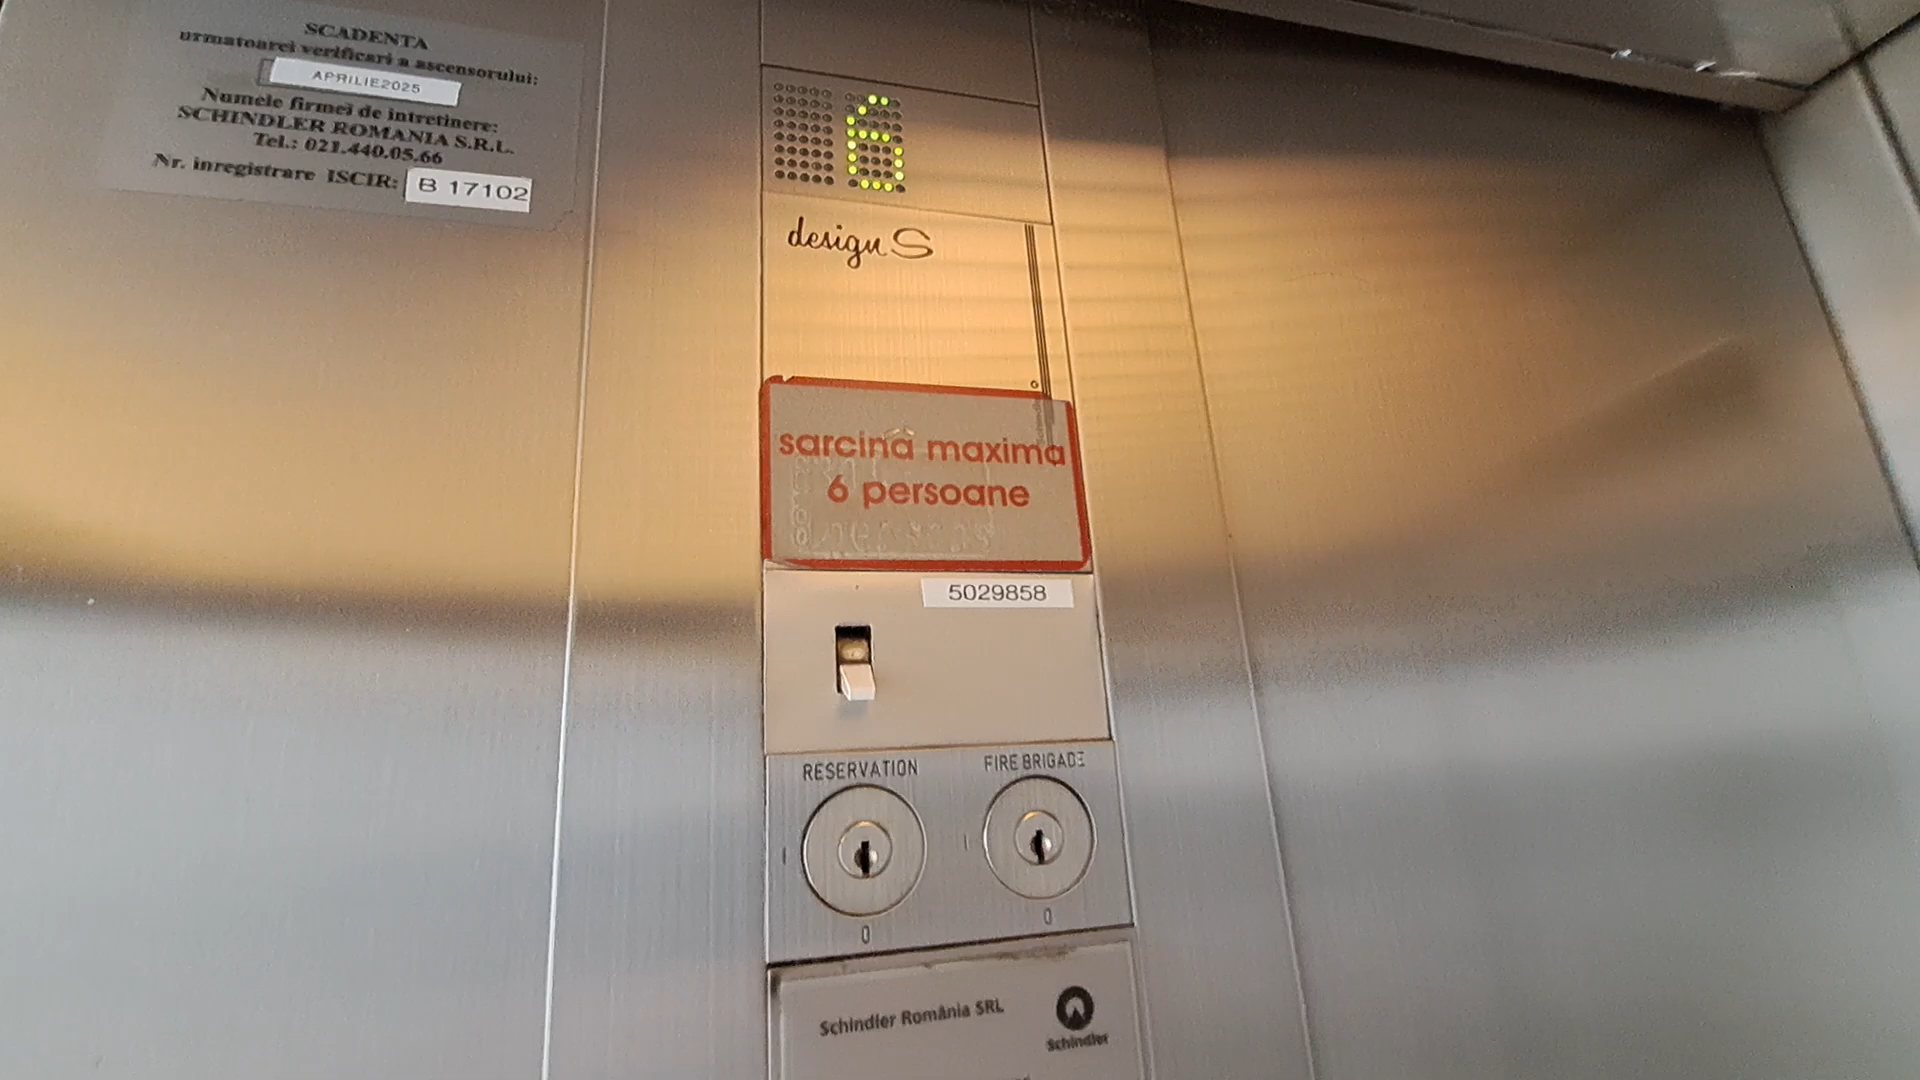 SCADENTA
urmatoarei verificari a ascensorului:
APRILIE2025
Numele firmei de intretinere:
SCHINDLER ROMANIA S.R.L.
Tel.: 021.440.05.66
Nr. inregistrare ISCIR: B 17102
6
design S
sarcina maxima
6 persoane
5029858
RESERVATION
FIRE BRIGADE
I
I
0
0
Schindler România SRL
Schindler